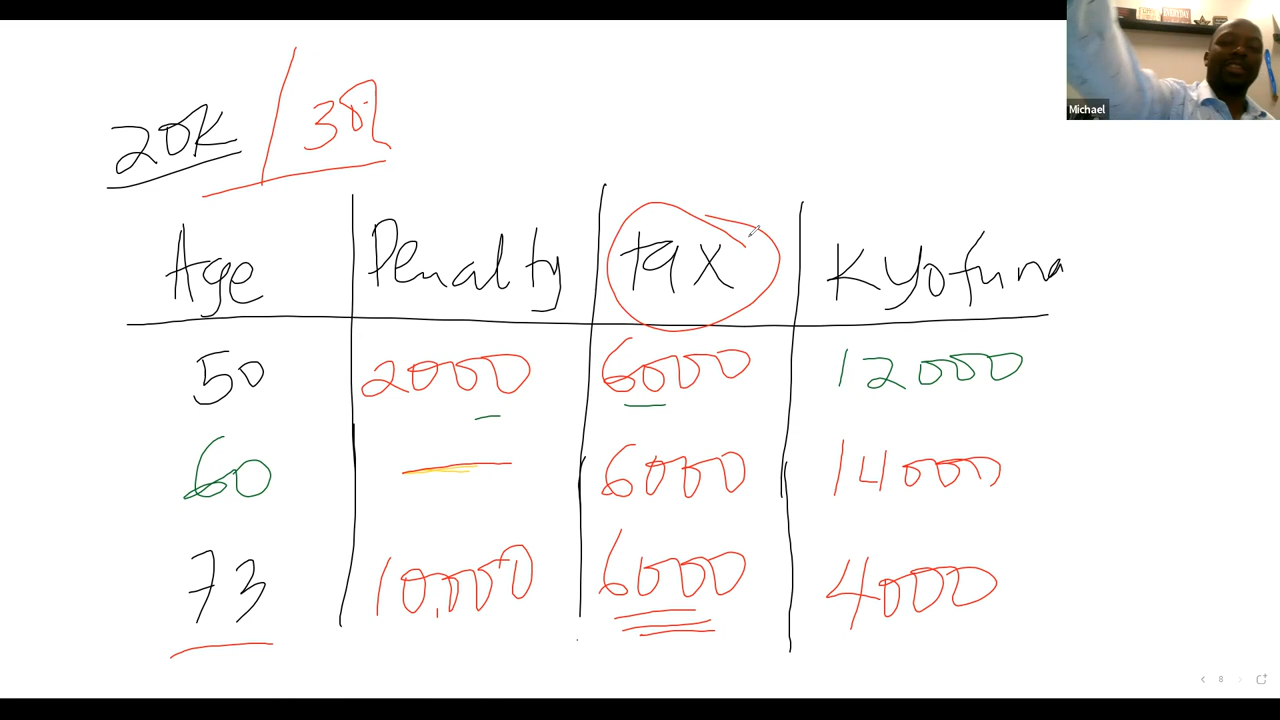 Michael
20K 30%
Age Penalty tax Kyofuna
50 2000 6000 12000
60 — 6000 14000
73 10,000 6000 4000
8